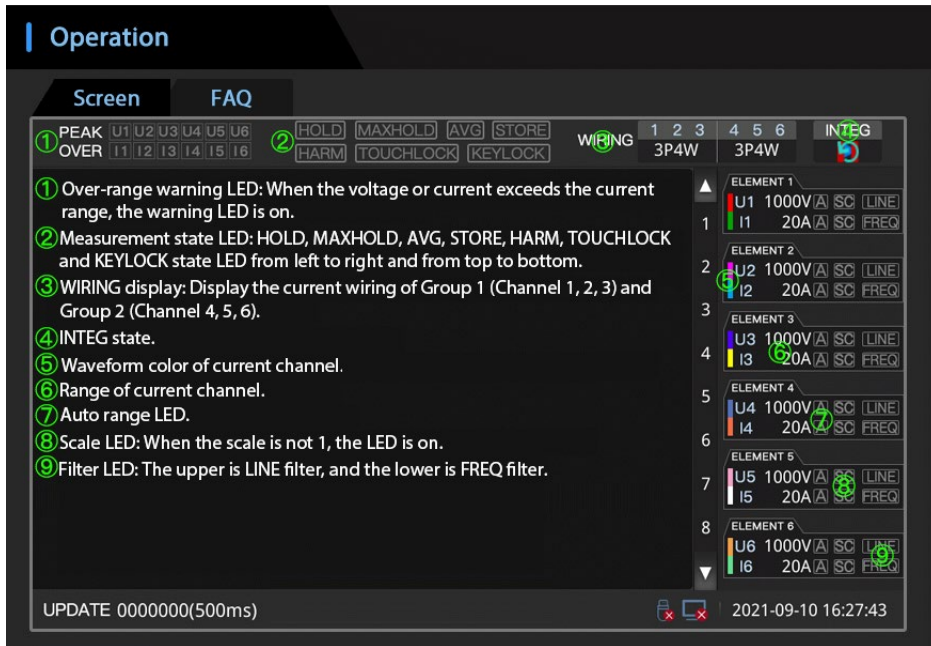 Operation
Screen FAQ
① PEAK U1 U2 U3 U4 U5 U6
OVER I1 I2 I3 I4 I5 I6
② HOLD MAXHOLD AVG STORE
HARM TOUCHLOCK KEYLOCK
③ WIRING 1 2 3 4 5 6
3P4W 3P4W
④ INTEG
① Over-range warning LED: When the voltage or current exceeds the current
range, the warning LED is on.
② Measurement state LED: HOLD, MAXHOLD, AVG, STORE, HARM, TOUCHLOCK
and KEYLOCK state LED from left to right and from top to bottom.
③ WIRING display: Display the current wiring of Group 1 (Channel 1, 2, 3) and
Group 2 (Channel 4, 5, 6).
④ INTEG state.
⑤ Waveform color of current channel.
⑥ Range of current channel.
⑦ Auto range LED.
⑧ Scale LED: When the scale is not 1, the LED is on.
⑨ Filter LED: The upper is LINE filter, and the lower is FREQ filter.
1
2
3
4
5
6
7
8
ELEMENT 1
U1 1000V A SC LINE
I1 20A A SC FREQ
ELEMENT 2
U2 1000V A SC LINE
⑤
I2 20A A SC FREQ
ELEMENT 3
U3 1000V A SC LINE
⑥
I3 20A A SC FREQ
ELEMENT 4
U4 1000V A SC LINE
⑦
I4 20A A SC FREQ
ELEMENT 5
U5 1000V A SC LINE
⑧
I5 20A A SC FREQ
ELEMENT 6
U6 1000V A SC LINE
⑨
I6 20A A SC FREQ
UPDATE 0000000(500ms)
2021-09-10 16:27:43